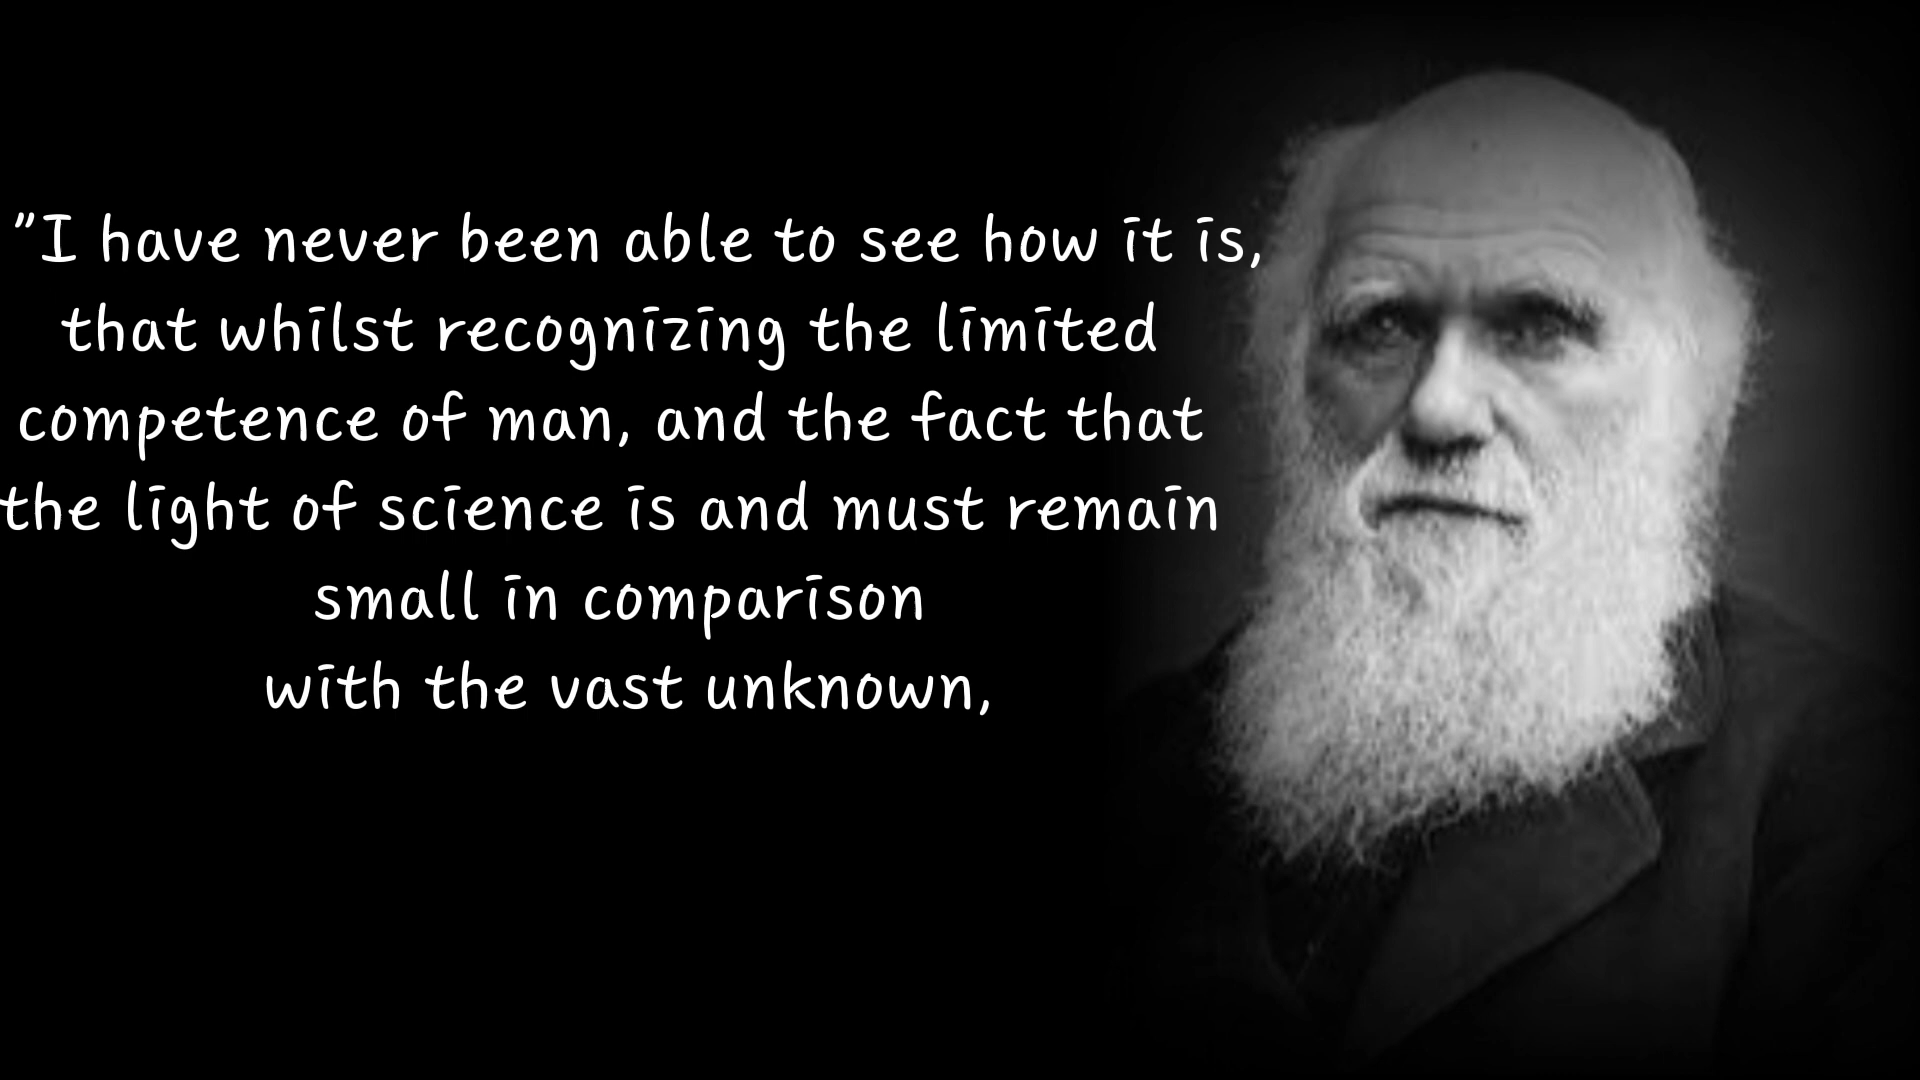 "I have never been able to see how it is,
that whilst recognizing the limited
competence of man, and the fact that
the light of science is and must remain
small in comparison
with the vast unknown,